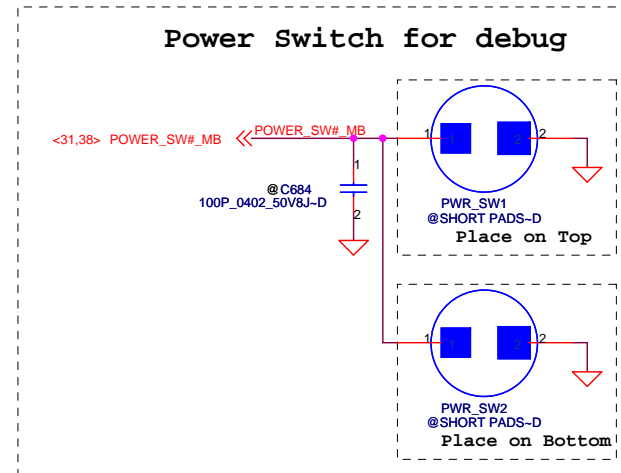 Power Switch for debug
<31,38> POWER_SW#_MB
POWER_SW#_MB
1
1
2
2
1
@ C684
100P_0402_50V8J~D
2
PWR_SW1
@SHORT PADS~D
Place on Top
1
1
2
2
PWR_SW2
@SHORT PADS~D
Place on Bottom